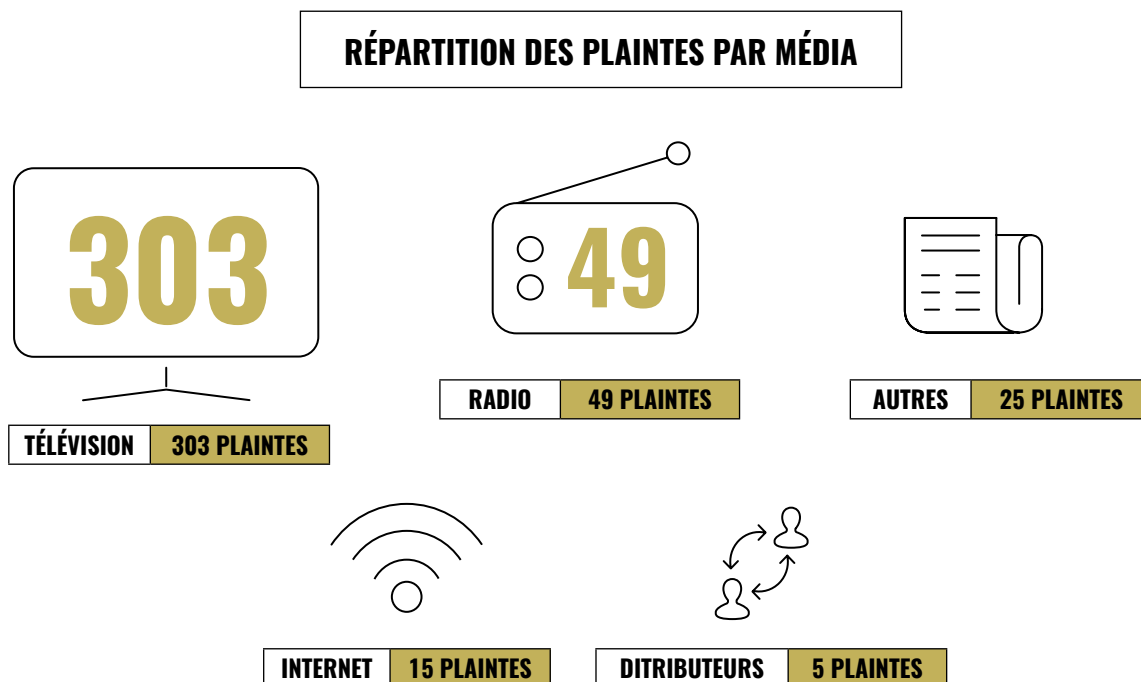 RÉPARTITION DES PLAINTES PAR MÉDIA
303
49
RADIO 49 PLAINTES
AUTRES 25 PLAINTES
TÉLÉVISION 303 PLAINTES
INTERNET 15 PLAINTES
DITRIBUTEURS 5 PLAINTES